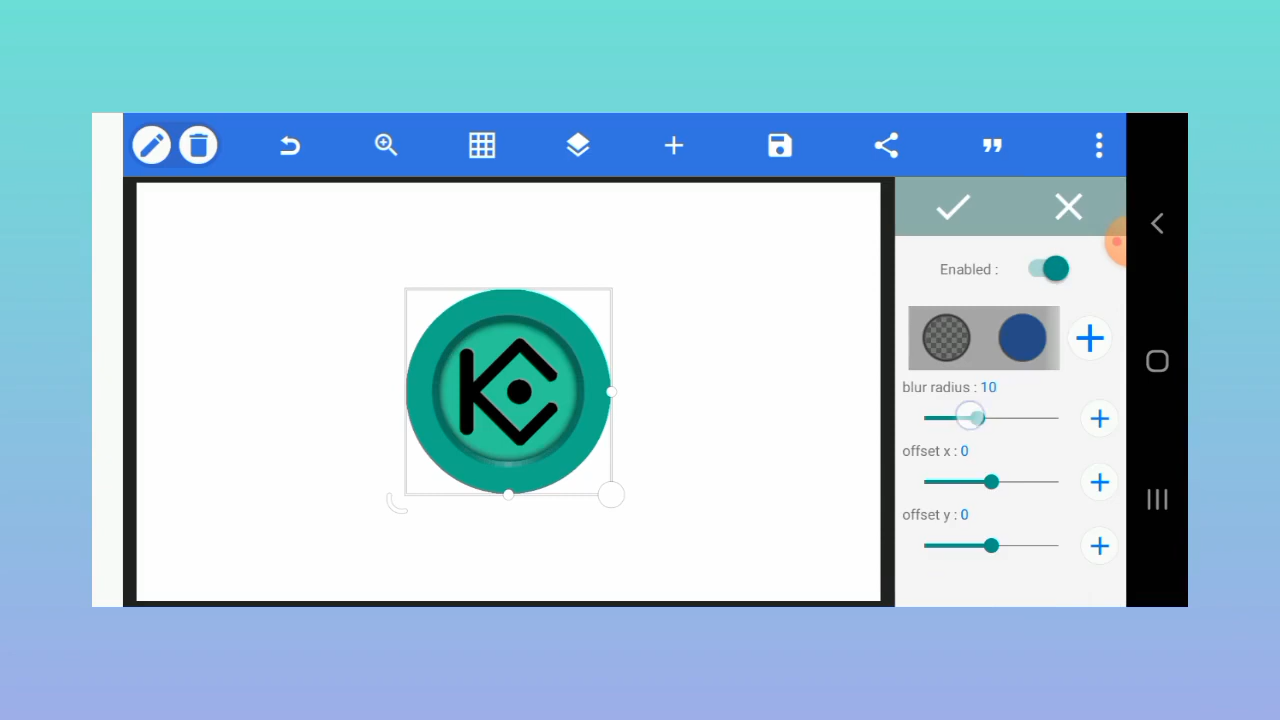 Enabled :
blur radius : 10
offset x : 0
offset y : 0